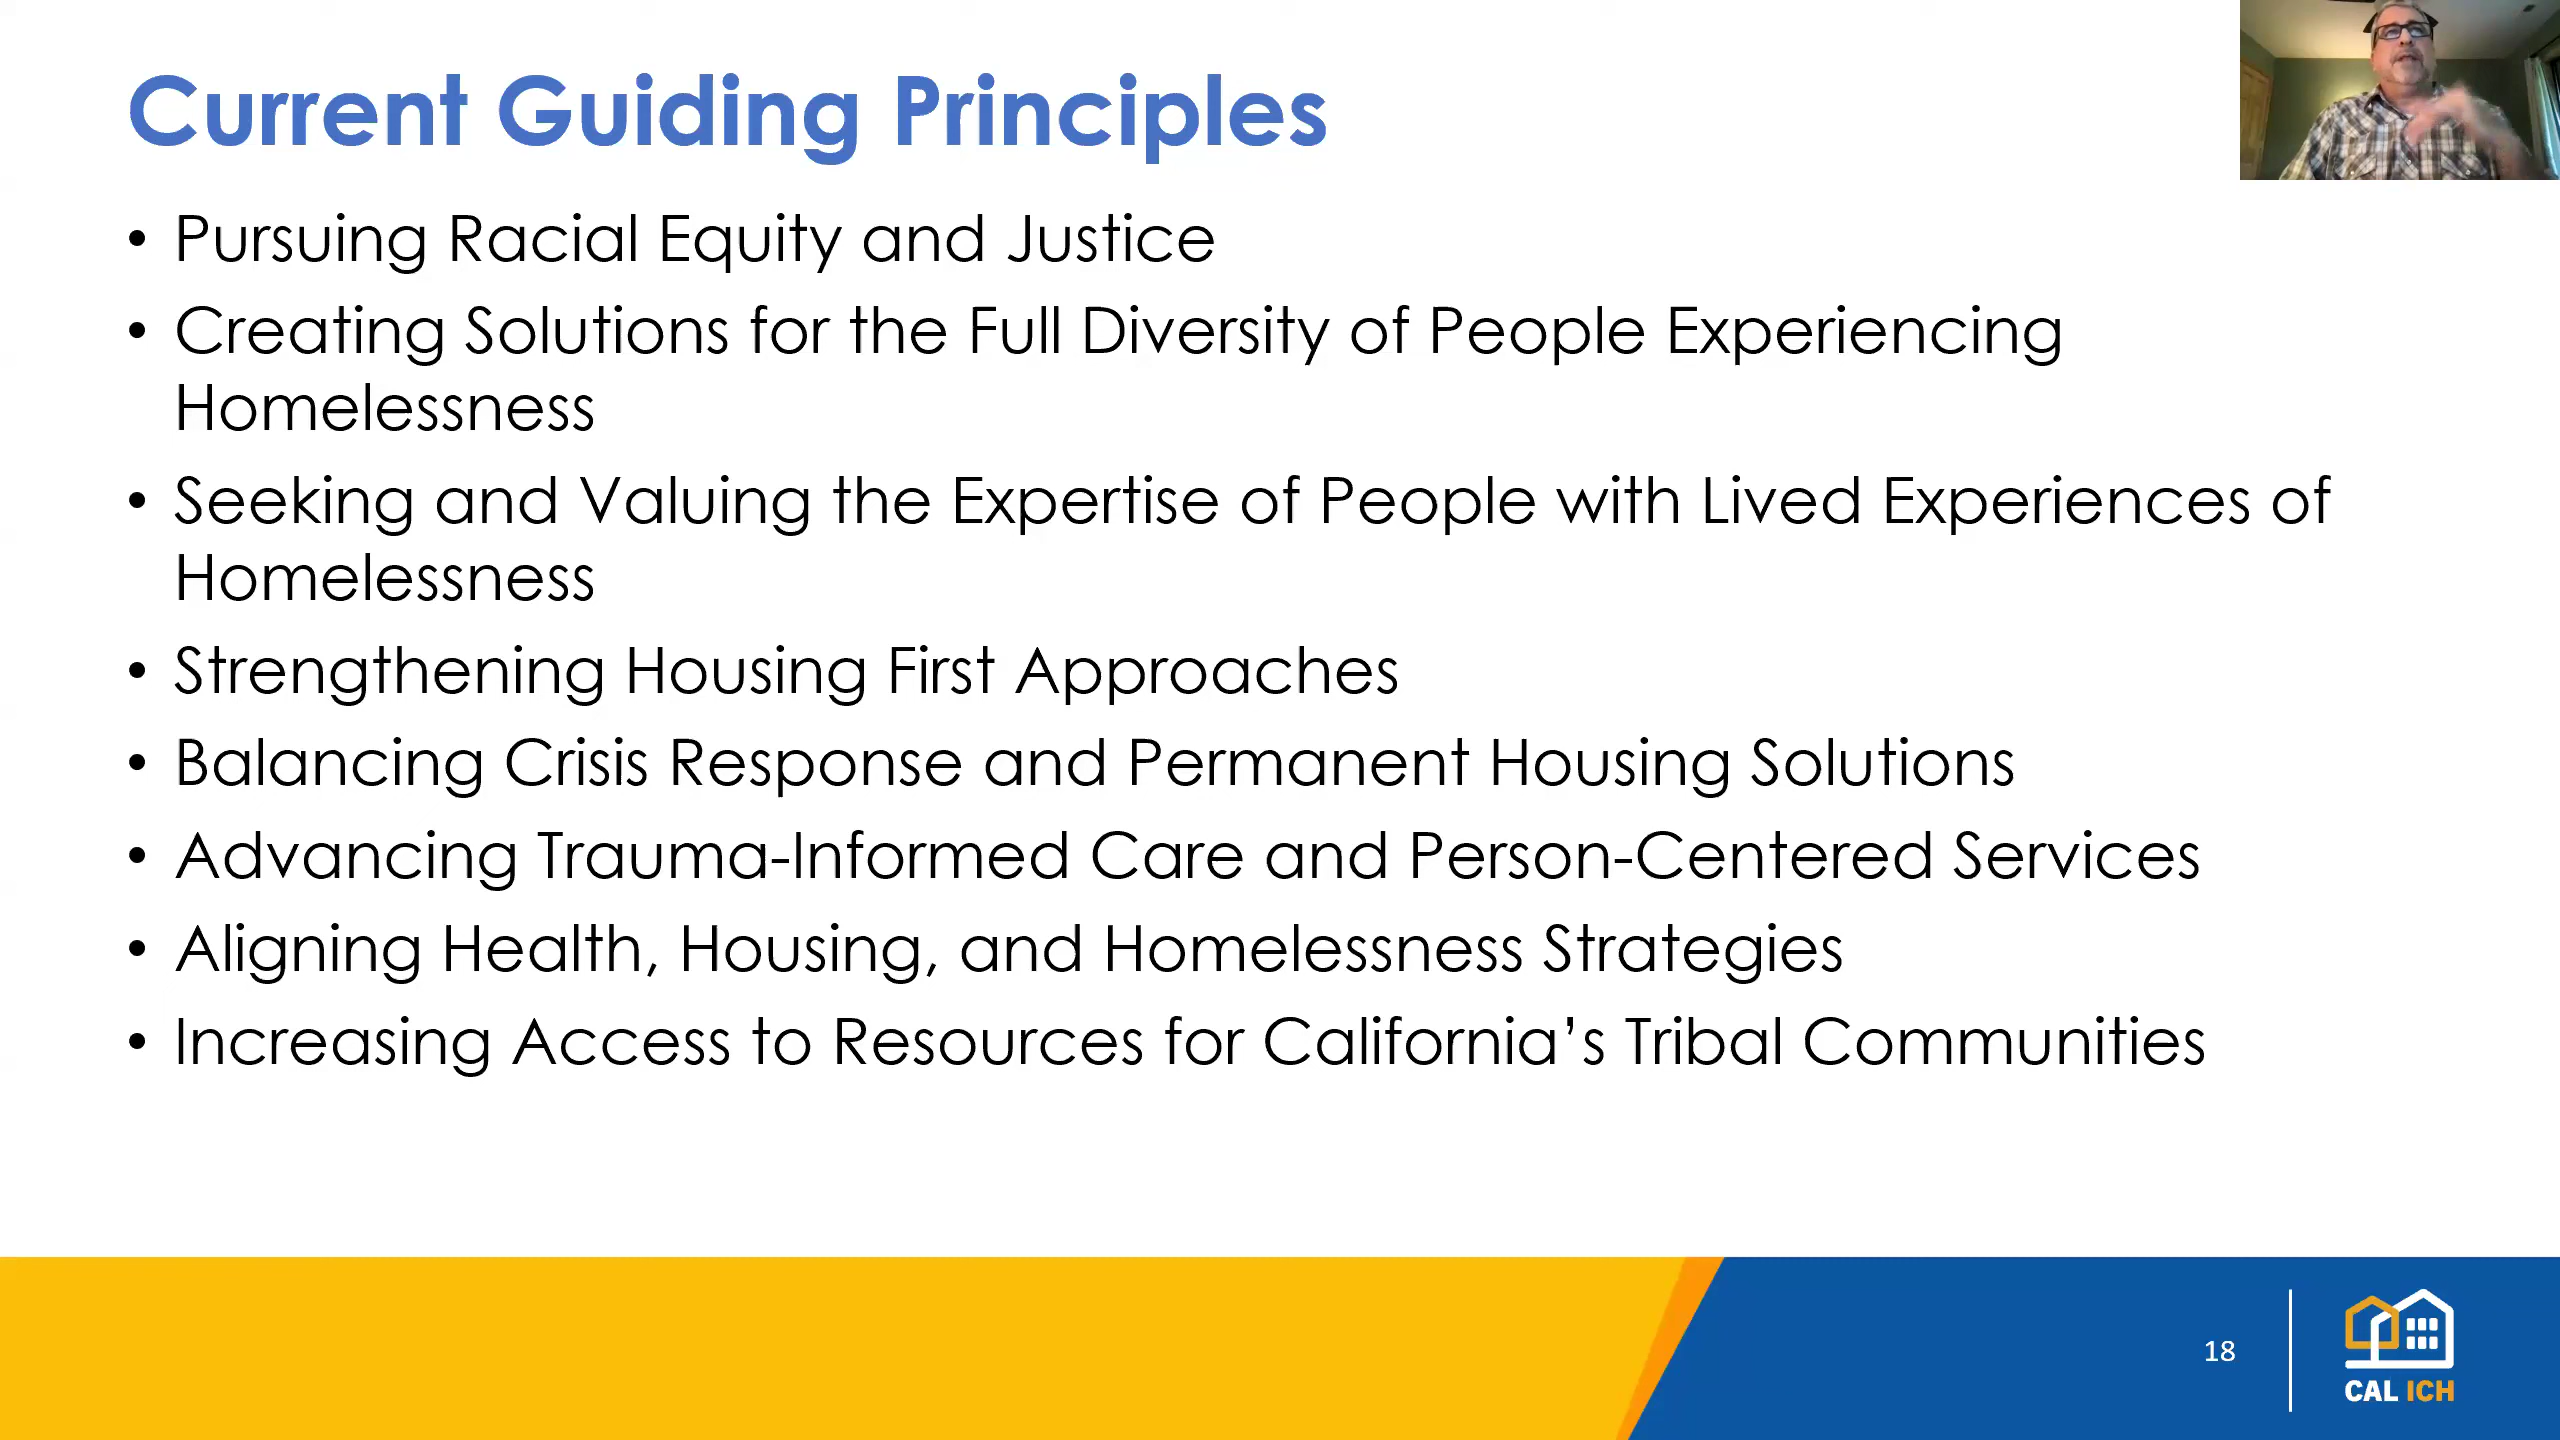 Current Guiding Principles
• Pursuing Racial Equity and Justice
• Creating Solutions for the Full Diversity of People Experiencing
Homelessness
• Seeking and Valuing the Expertise of People with Lived Experiences of
Homelessness
• Strengthening Housing First Approaches
• Balancing Crisis Response and Permanent Housing Solutions
• Advancing Trauma-Informed Care and Person-Centered Services
• Aligning Health, Housing, and Homelessness Strategies
• Increasing Access to Resources for California’s Tribal Communities
18
CAL ICH